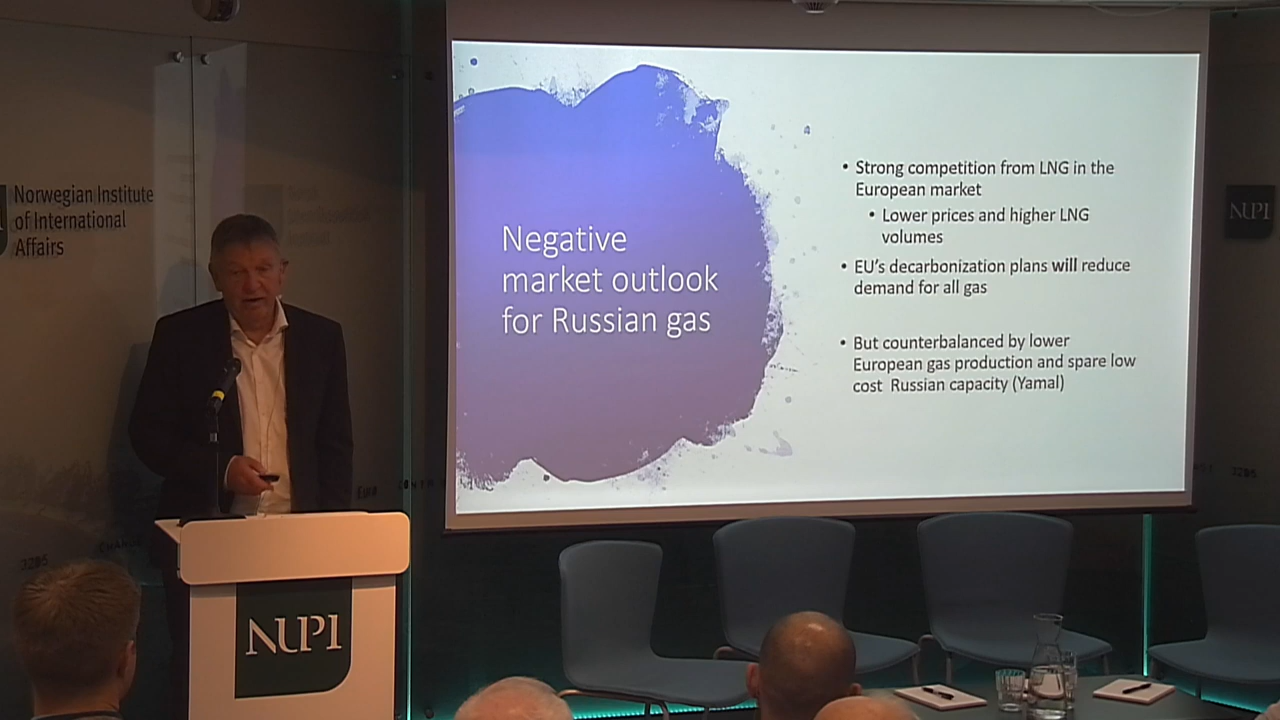 Norwegian Institute
of International
Affairs
Negative
market outlook
for Russian gas
• Strong competition from LNG in the
European market
• Lower prices and higher LNG
volumes
• EU's decarbonization plans will reduce
demand for all gas
• But counterbalanced by lower
European gas production and spare low
cost Russian capacity (Yamal)
NUPI
NUPI
3205
3205